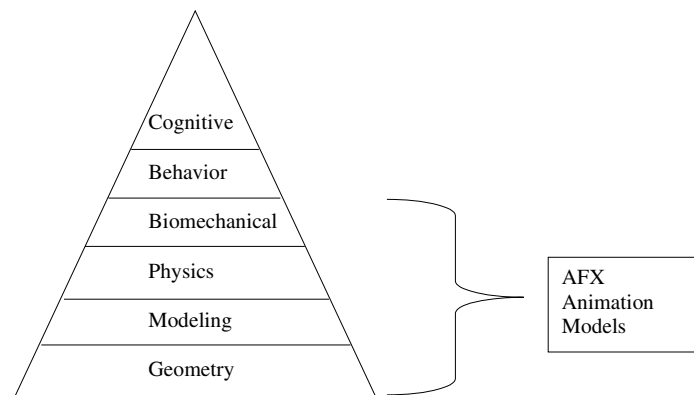 Cognitive
Behavior
Biomechanical
Physics
Modeling
Geometry
AFX
Animation
Models